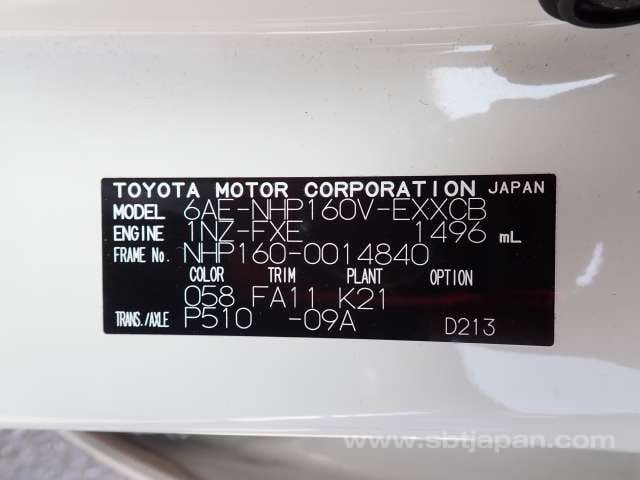 TOYOTA MOTOR CORPORATION JAPAN
MODEL 6AE-NHP160V-EXXCB
ENGINE 1NZ-FXE 1496 mL
FRAME No. NHP160-0014840
COLOR TRIM PLANT OPTION
058 FA11 K21
TRANS./AXLE P510 -09A D213
www.sbtjapan.com